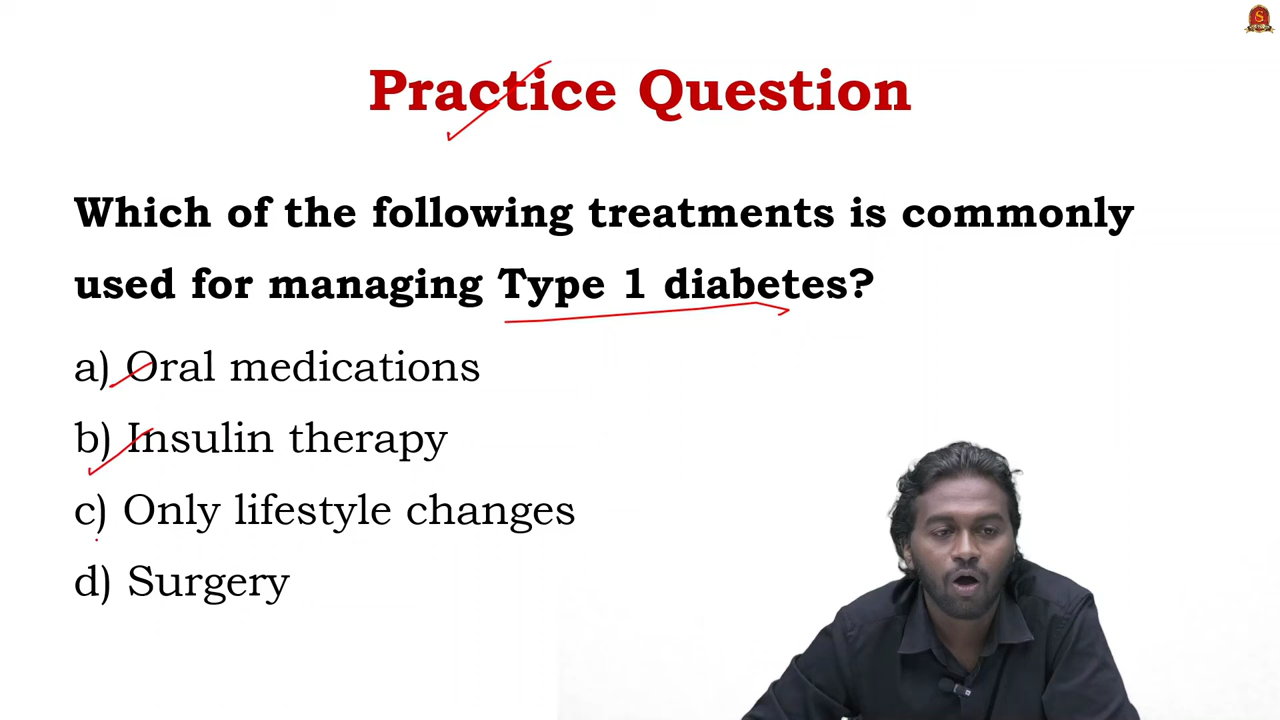 Practice Question
Which of the following treatments is commonly
used for managing Type 1 diabetes?
a) Oral medications
b) Insulin therapy
c) Only lifestyle changes
d) Surgery